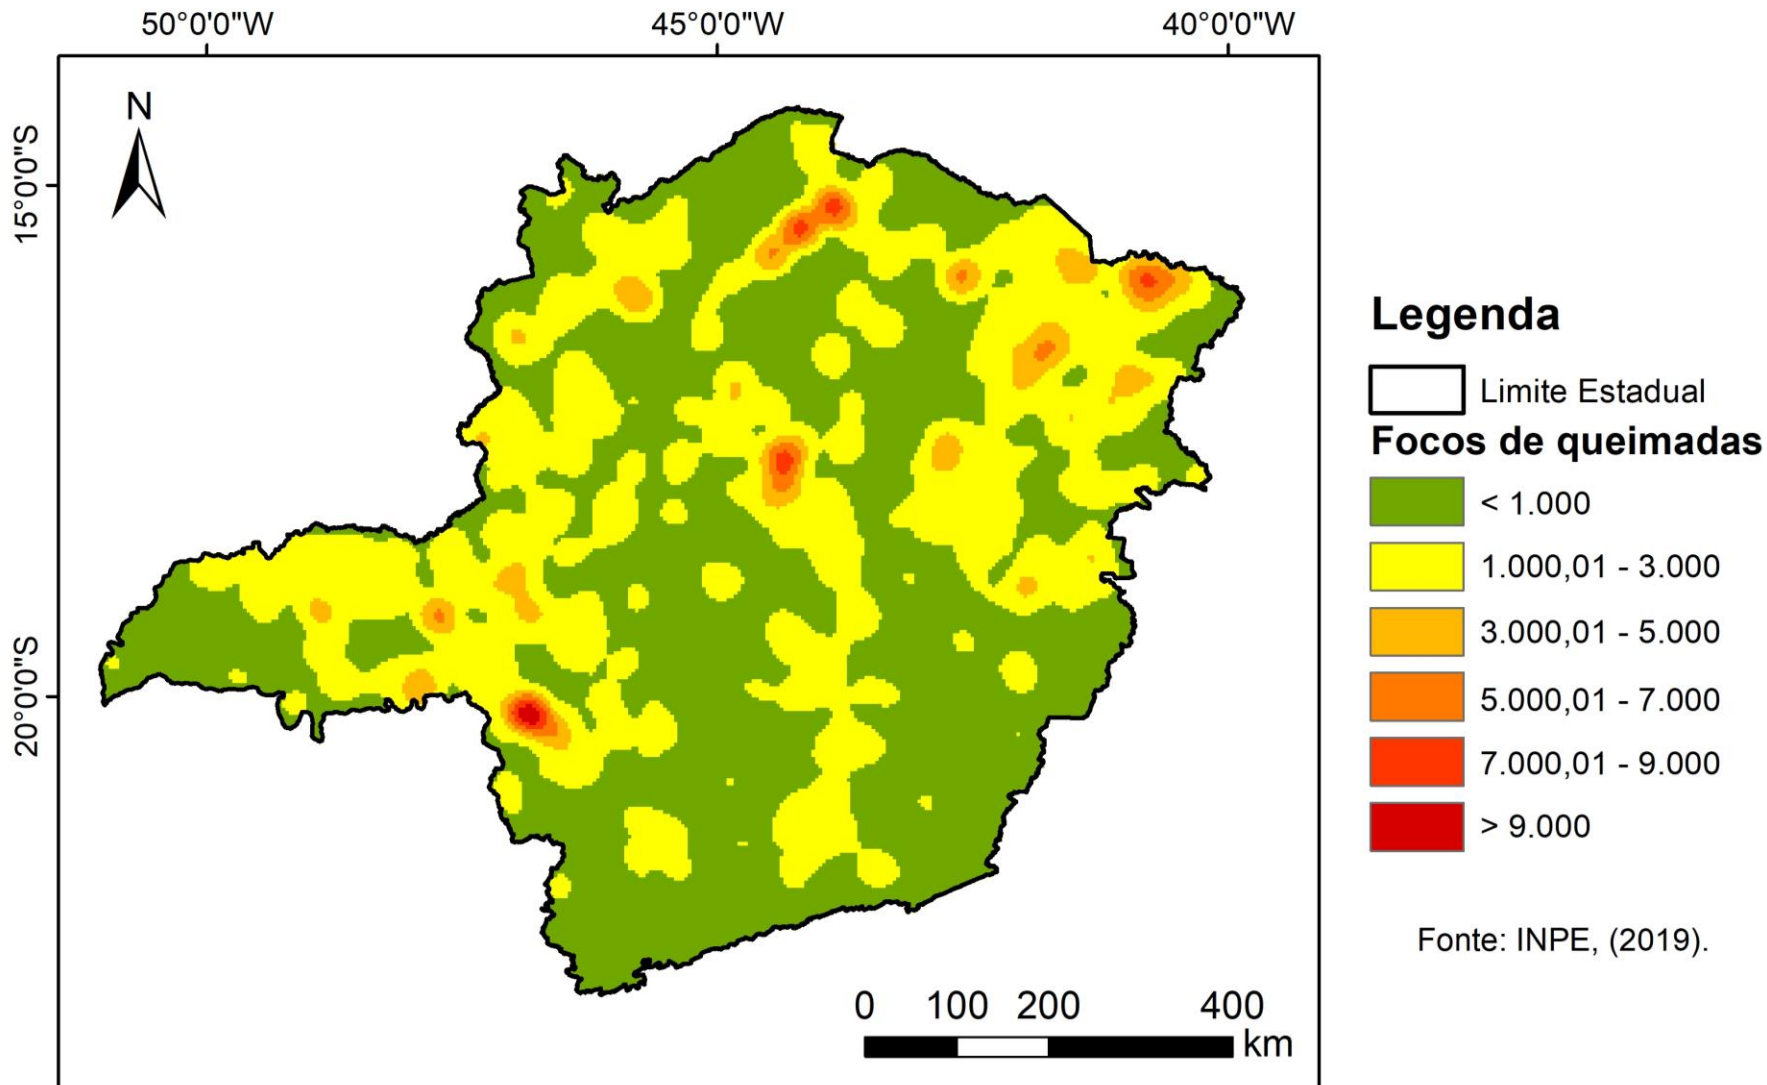 50°0'0"W 45°0'0"W 40°0'0"W
N
15°0'0"S
20°0'0"S
Legenda
Limite Estadual
Focos de queimadas
< 1.000
1.000,01 - 3.000
3.000,01 - 5.000
5.000,01 - 7.000
7.000,01 - 9.000
> 9.000
Fonte: INPE, (2019).
0 100 200 400
km